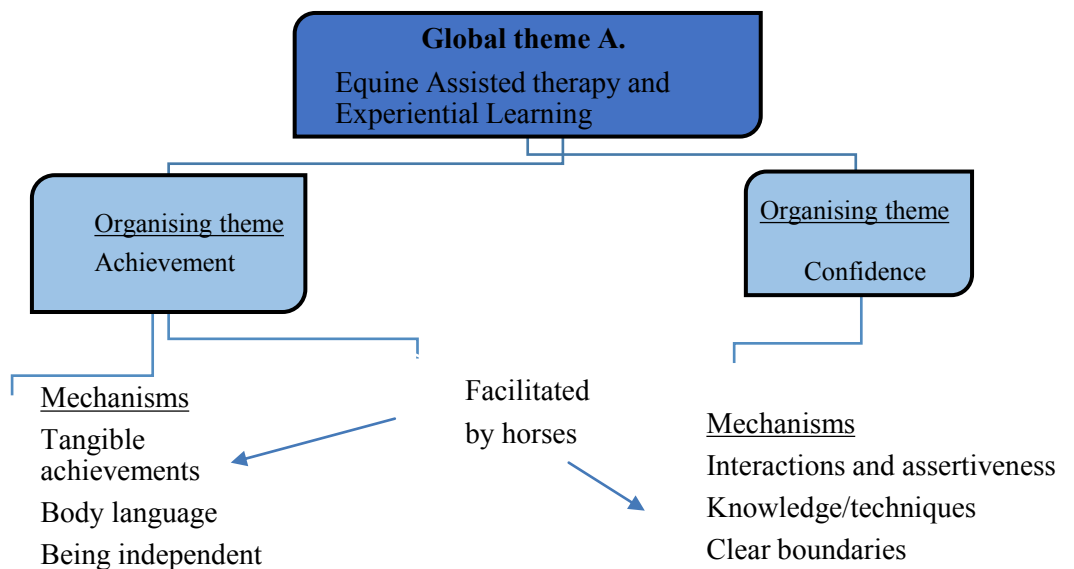 Global theme A.
Equine Assisted therapy and
Experiential Learning
Organising theme
Achievement
Organising theme
Confidence
Mechanisms
Tangible
achievements
Body language
Being independent
Facilitated
by horses
Mechanisms
Interactions and assertiveness
Knowledge/techniques
Clear boundaries